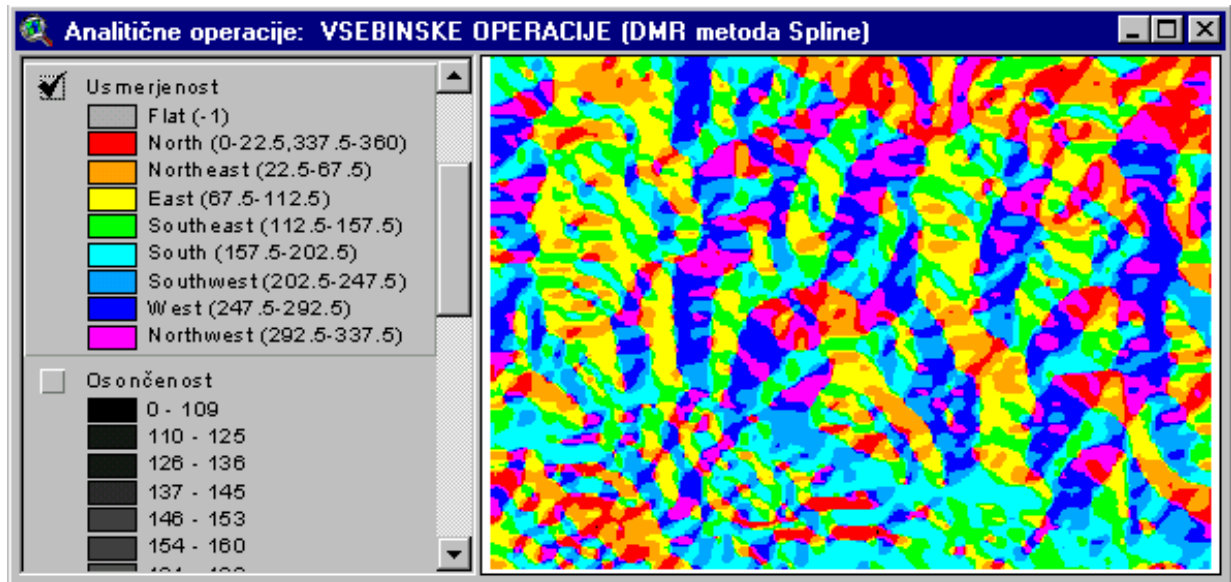 Analitične operacije: VSEBINSKE OPERACIJE (DMR metoda Spline)
Usmerjenost
Flat (-1)
North (0-22.5,337.5-360)
Northeast (22.5-67.5)
East (67.5-112.5)
Southeast (112.5-157.5)
South (157.5-202.5)
Southwest (202.5-247.5)
West (247.5-292.5)
Northwest (292.5-337.5)
Osončenost
0 - 109
110 - 125
126 - 136
137 - 145
146 - 153
154 - 160